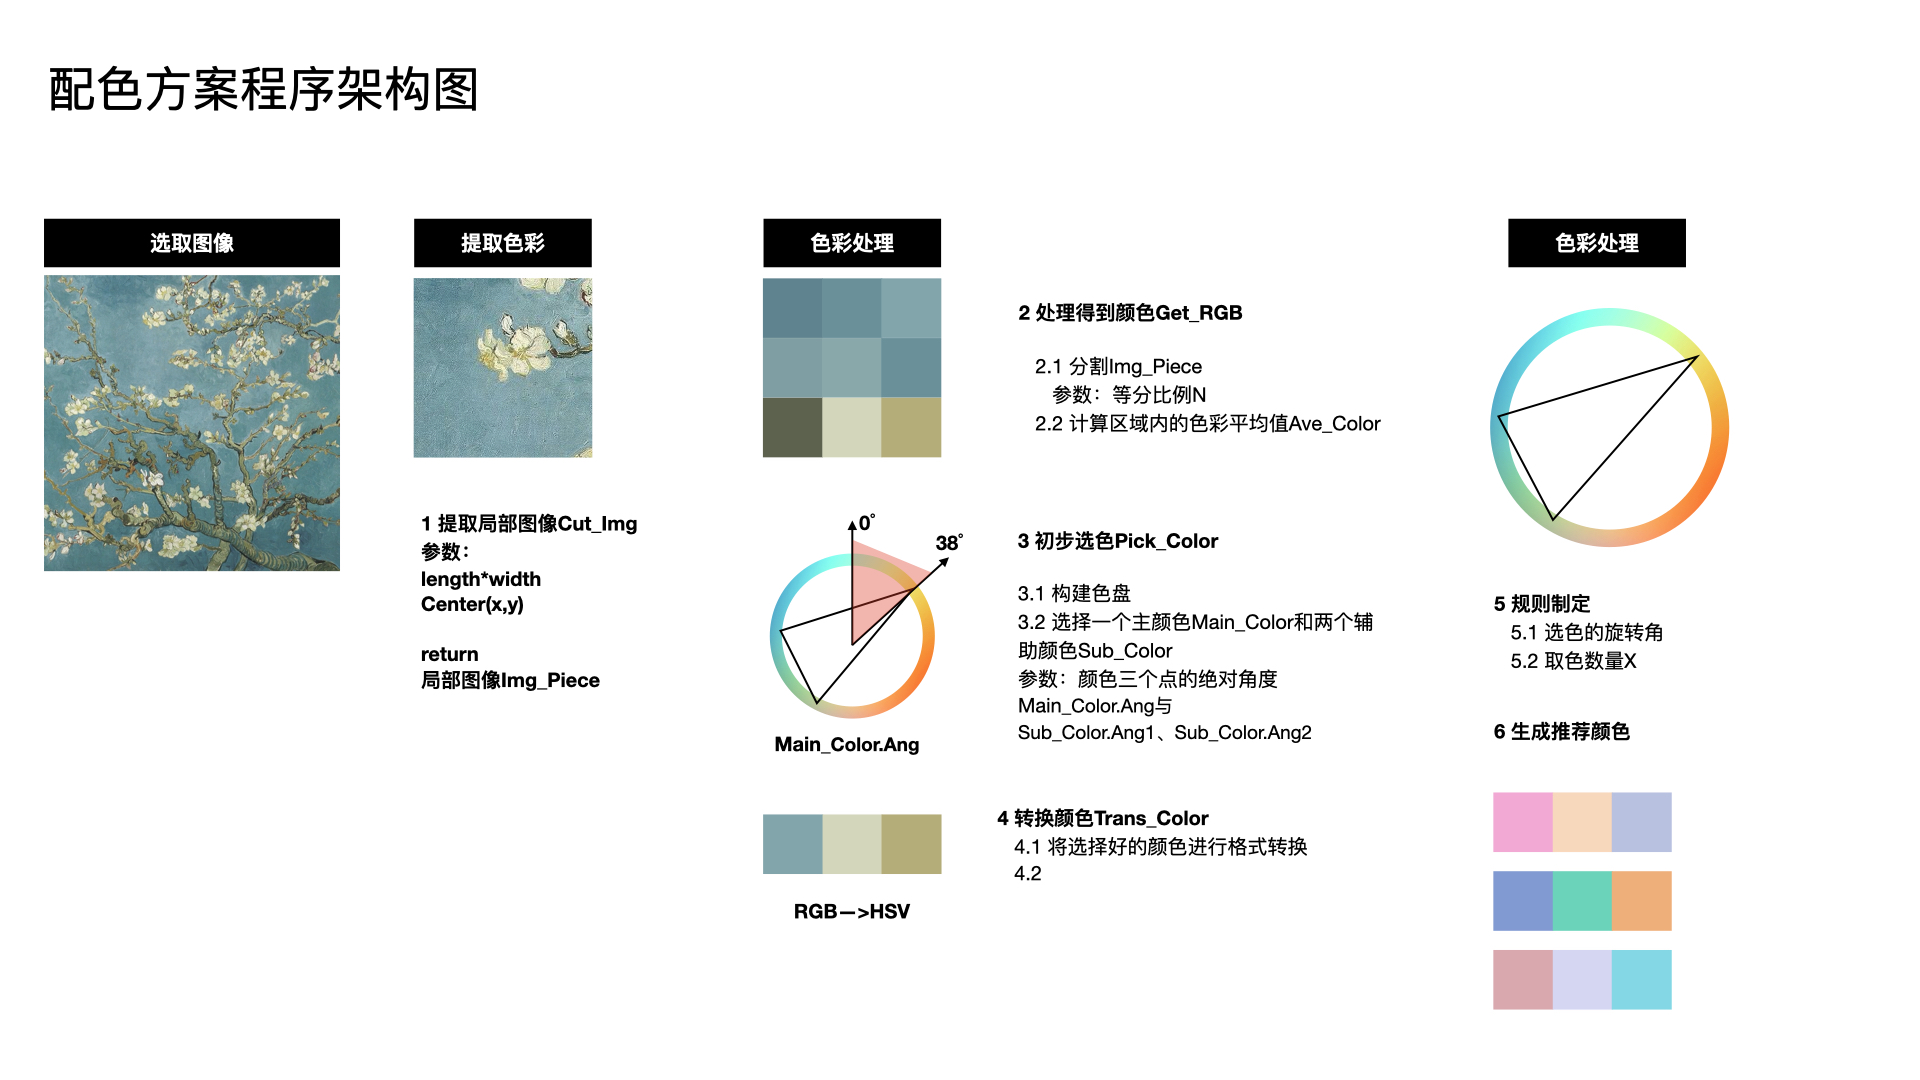 配色方案程序架构图
选取图像
提取色彩
1 提取局部图像Cut_Img
参数：
length*width
Center(x,y)
return
局部图像Img_Piece
色彩处理
0°
38°
Main_Color.Ang
RGB—>HSV
2 处理得到颜色Get_RGB
2.1 分割Img_Piece
参数：等分比例N
2.2 计算区域内的色彩平均值Ave_Color
3 初步选色Pick_Color
3.1 构建色盘
3.2 选择一个主颜色Main_Color和两个辅
助颜色Sub_Color
参数：颜色三个点的绝对角度
Main_Color.Ang与
Sub_Color.Ang1、Sub_Color.Ang2
4 转换颜色Trans_Color
4.1 将选择好的颜色进行格式转换
4.2
色彩处理
5 规则制定
5.1 选色的旋转角
5.2 取色数量X
6 生成推荐颜色